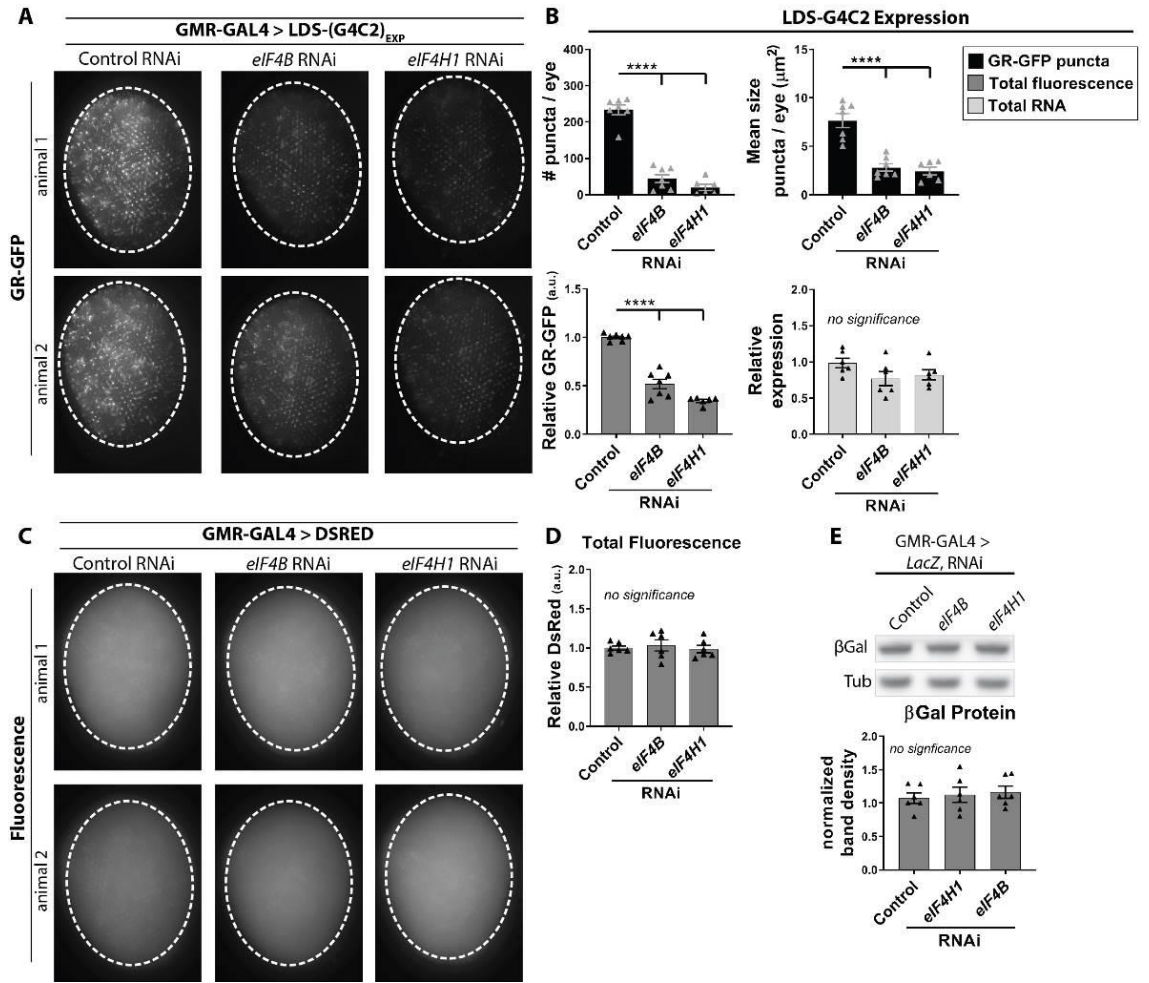 A
GMR-GAL4 > LDS-(G4C2)EXP
Control RNAi
eIF4B RNAi
eIF4H1 RNAi
GR-GFP
animal 1
animal 2
B
LDS-G4C2 Expression
400
300
200
100
0
# puncta / eye
****
Control
eIF4B
eIF4H1
RNAi
15
10
5
0
Mean size
puncta / eye (μm2)
****
Control
eIF4B
eIF4H1
RNAi
GR-GFP puncta
Total fluorescence
Total RNA
1.5
1.0
0.5
0.0
Relative GR-GFP (a.u.)
****
Control
eIF4B
eIF4H1
RNAi
2.0
1.5
1.0
0.5
0.0
Relative
expression
no significance
Control
eIF4B
eIF4H1
RNAi
C
GMR-GAL4 > DSRED
Control RNAi
eIF4B RNAi
eIF4H1 RNAi
Fluoorescence
animal 1
animal 2
D
Total Fluorescence
2.0
1.5
1.0
0.5
0.0
Relative DsRed (a.u.)
no significance
Control
eIF4B
eIF4H1
RNAi
E
GMR-GAL4 >
LacZ, RNAi
Control
eIF4B
eIF4H1
βGal
Tub
βGal Protein
2.0
1.5
1.0
0.5
0.0
normalized
band density
no signficance
Control
eIF4H1
eIF4B
RNAi